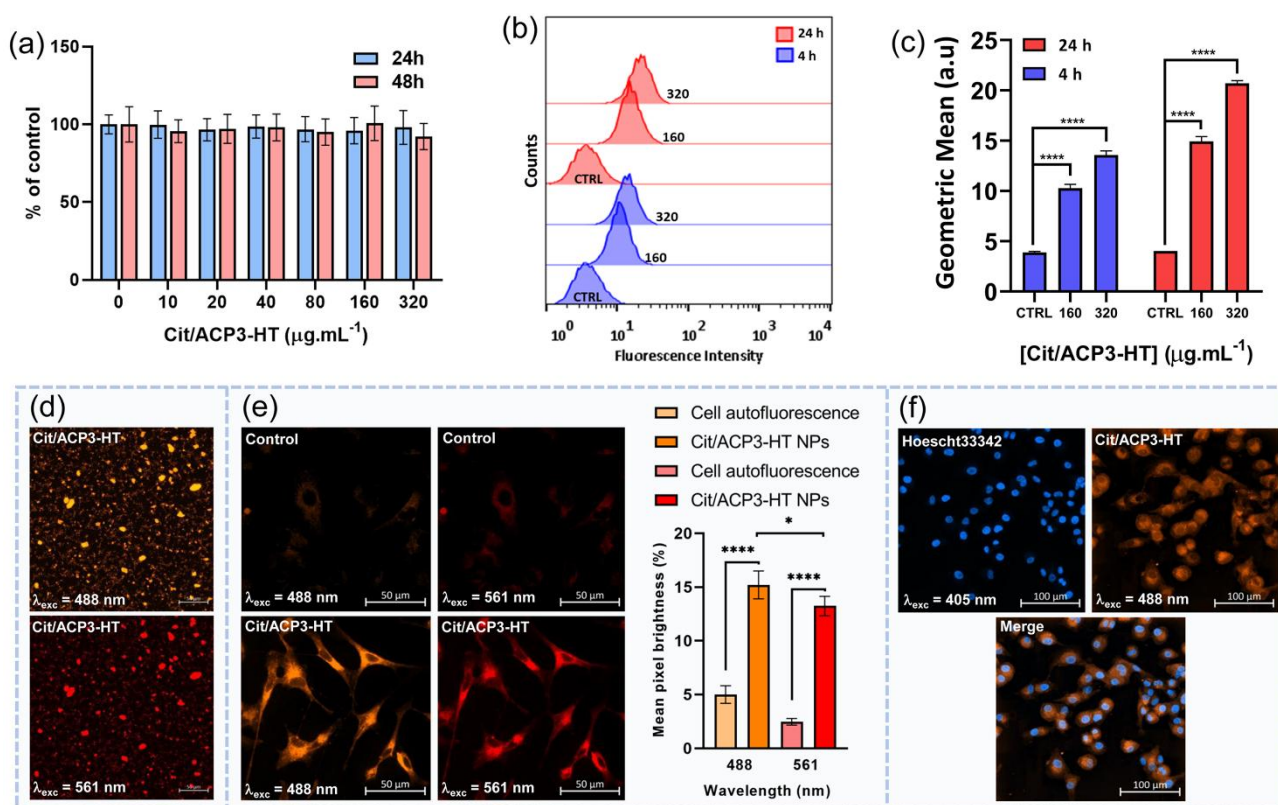 (a)
150
100
50
0
% of control
24h
48h
0 10 20 40 80 160 320
Cit/ACP3-HT (μg.mL⁻¹)
(b)
24 h
4 h
Counts
320
160
CTRL
320
160
CTRL
10⁰ 10¹ 10² 10³ 10⁴
Fluorescence Intensity
(c)
24 h
4 h
Geometric Mean (a.u)
25
20
15
10
5
0
****
****
****
****
CTRL 160 320 CTRL 160 320
[Cit/ACP3-HT] (μg.mL⁻¹)
(d)
Cit/ACP3-HT
λexc = 488 nm
Cit/ACP3-HT
λexc = 561 nm
(e)
Control
λexc = 488 nm
50 μm
Control
λexc = 561 nm
50 μm
Cit/ACP3-HT
λexc = 488 nm
50 μm
Cit/ACP3-HT
λexc = 561 nm
50 μm
Cell autofluorescence
Cit/ACP3-HT NPs
Cell autofluorescence
Cit/ACP3-HT NPs
Mean pixel brightness (%)
20
15
10
5
0
*
****
****
488 561
Wavelength (nm)
(f)
Hoescht33342
λexc = 405 nm
100 μm
Cit/ACP3-HT
λexc = 488 nm
100 μm
Merge
100 μm